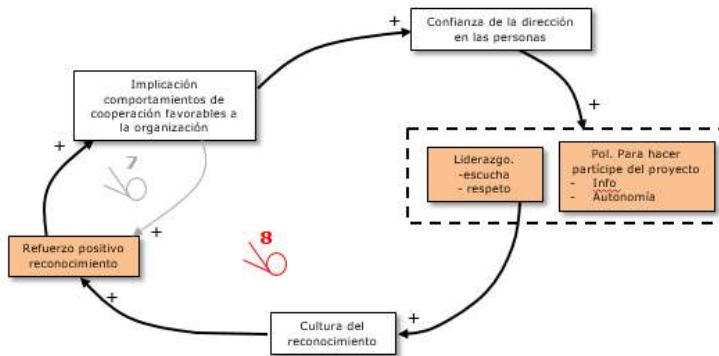 +
Confianza de la dirección
en las personas
Implicación
comportamientos de
cooperación favorables a
la organización
+
+
7
Liderazgo.
-escucha
- respeto
Pol. Para hacer
partícipe del proyecto
- Info
- Autonomía
+
8
Refuerzo positivo
reconocimiento
+
Cultura del
reconocimiento
+